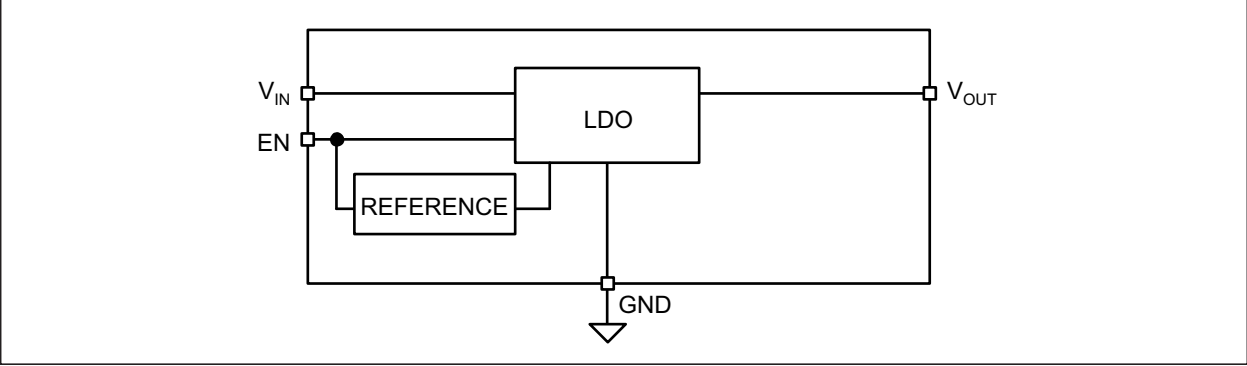 V_IN
LDO
V_OUT
EN
REFERENCE
GND